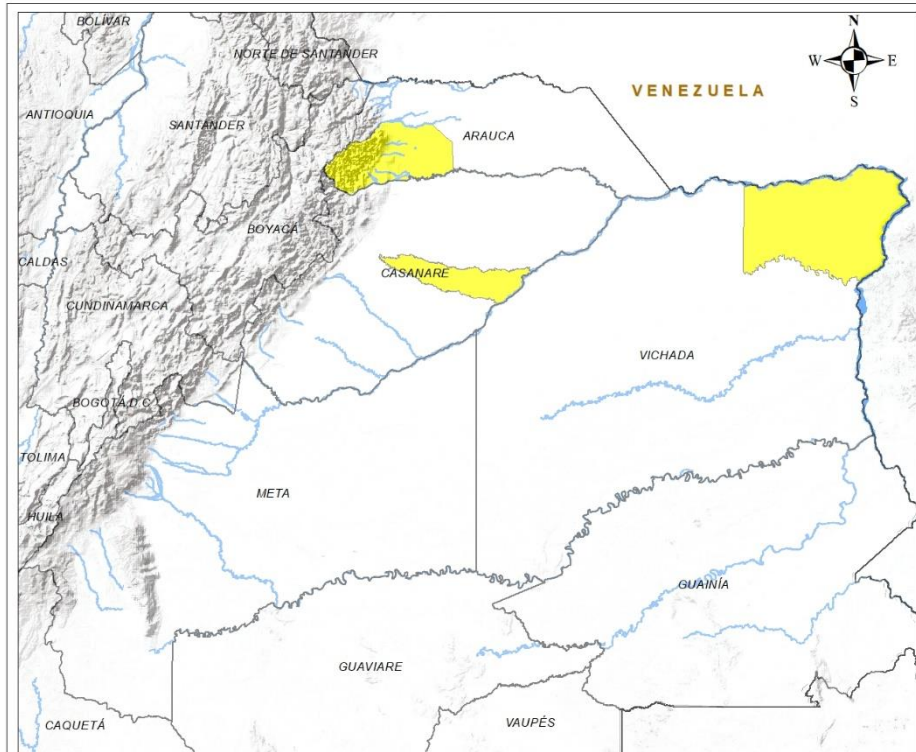 BOLÍVAR
N
NORTE DE SANTANDER
W
E
VENEZUELA
S
ANTIOQUIA
SANTANDER
ARAUCA
BOYACÁ
CALDAS
CASANARE
CUNDINAMARCA
VICHADA
BOGOTÁ D.C.
TOLIMA
META
HUILA
GUAINÍA
GUAVIARE
CAQUETÁ
VAUPÉS